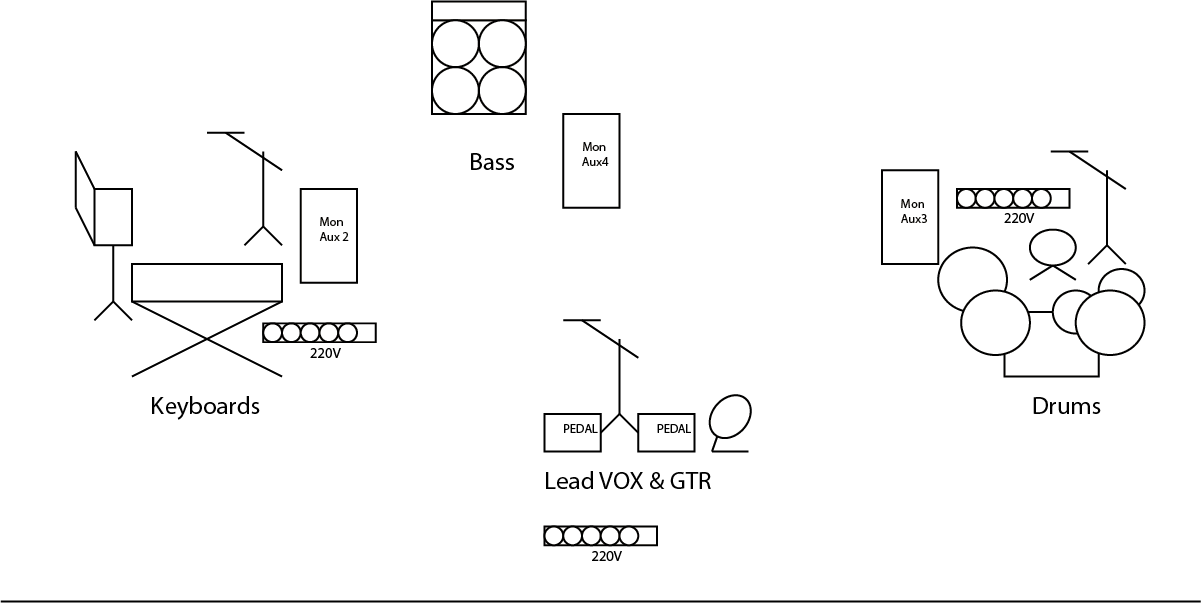 Bass
Mon
Aux4
Mon
Aux 2
Mon
Aux3
220V
220V
Keyboards
PEDAL
PEDAL
Drums
Lead VOX & GTR
220V